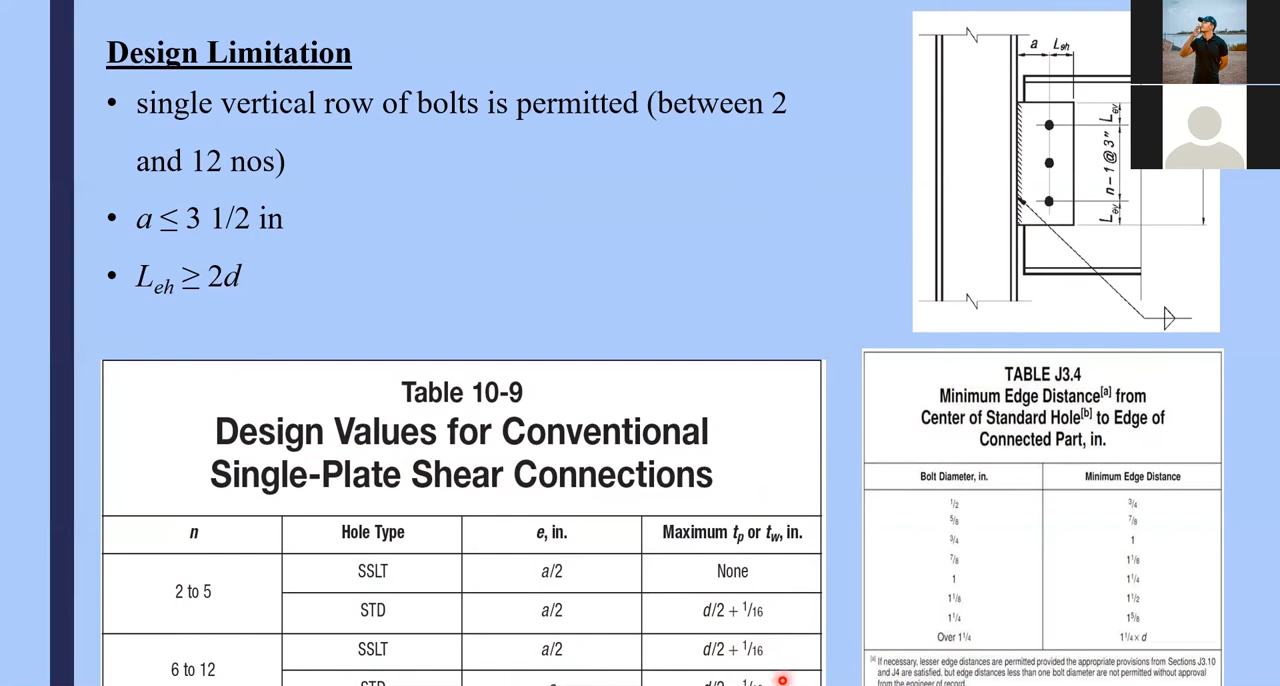 Design Limitation
• single vertical row of bolts is permitted (between 2
and 12 nos)
• a ≤ 3 1/2 in
• Leh ≥ 2d
a Leh
Lev
n – 1 @ 3"
Lev
Table 10-9
Design Values for Conventional
Single-Plate Shear Connections
n Hole Type e, in. Maximum tp or tw, in.
2 to 5 SSLT a/2 None
STD a/2 d/2 + 1/16
6 to 12 SSLT a/2 d/2 + 1/16
STD
TABLE J3.4
Minimum Edge Distance[a] from
Center of Standard Hole[b] to Edge of
Connected Part, in.
Bolt Diameter, in. Minimum Edge Distance
1/2 3/4
5/8 7/8
3/4 1
7/8 1 1/8
1 1 1/4
1 1/8 1 1/2
1 1/4 1 5/8
Over 1 1/4 1 1/4 × d
[a] If necessary, lesser edge distances are permitted provided the appropriate provisions from Sections J3.10
and J4 are satisfied, but edge distances less than one bolt diameter are not permitted without approval
from the engineer of record.